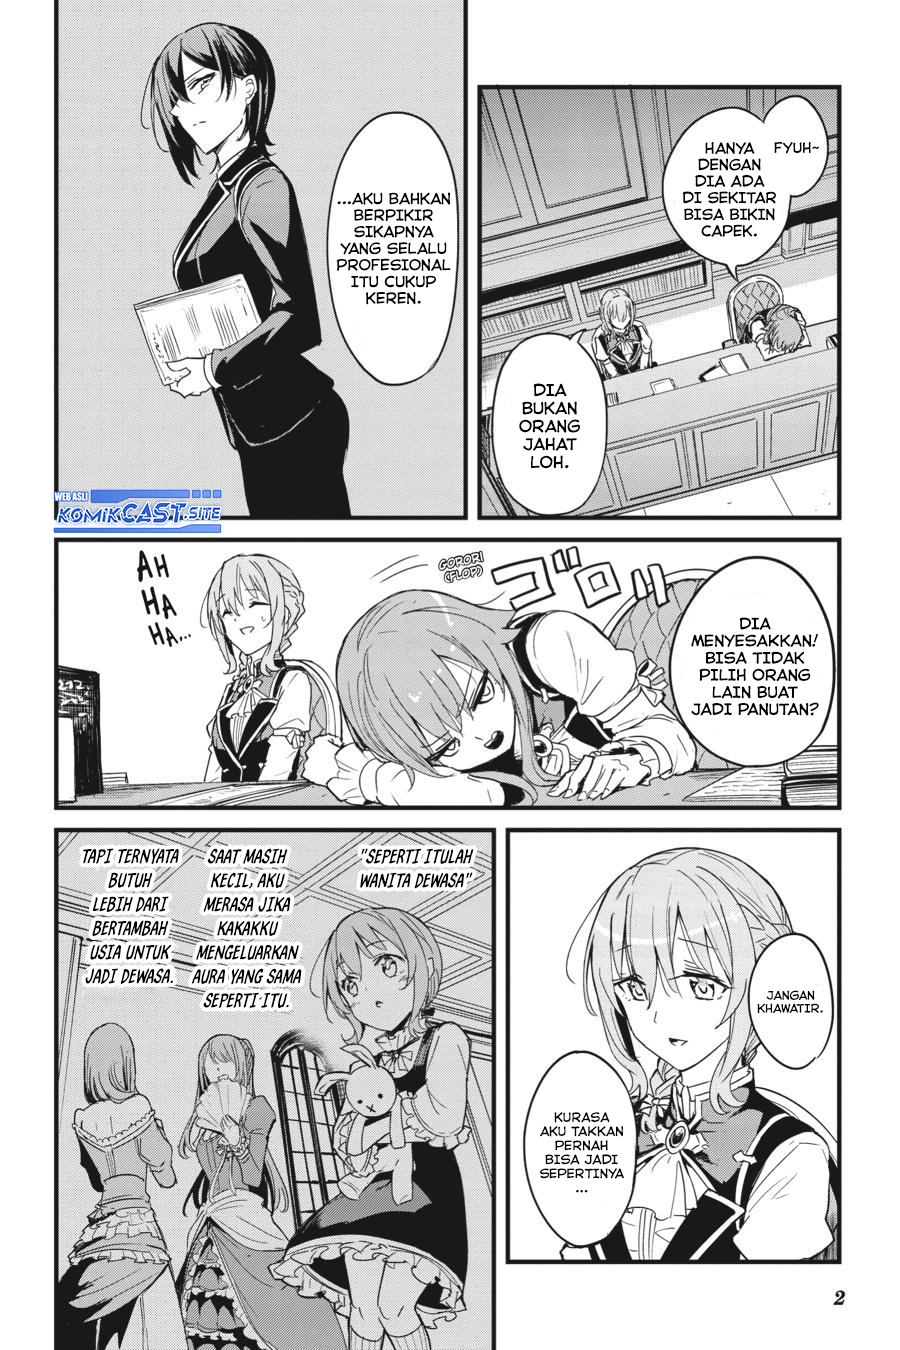 FYUH~
HANYA
DENGAN
DIA ADA
DI SEKITAR
BISA BIKIN
CAPEK.
DIA
BUKAN
ORANG
JAHAT
LOH.
...AKU BAHKAN
BERPIKIR
SIKAPNYA
YANG SELALU
PROFESIONAL
ITU CUKUP
KEREN.
WEB ASLI
KOMIKCAST.SITE
DIA
MENYESAKKAN!
BISA TIDAK
PILIH ORANG
LAIN BUAT
JADI PANUTAN?
ゴロリ
GORORI
(FLOP)
AH
HA
HA...
JANGAN
KHAWATIR.
KURASA
AKU TAKKAN
PERNAH
BISA JADI
SEPERTINYA
...
"SEPERTI ITULAH
WANITA DEWASA"
SAAT MASIH
KECIL, AKU
MERASA JIKA
KAKAKKU
MENGELUARKAN
AURA YANG SAMA
SEPERTI ITU.
TAPI TERNYATA
BUTUH
LEBIH DARI
BERTAMBAH
USIA UNTUK
JADI DEWASA.
2